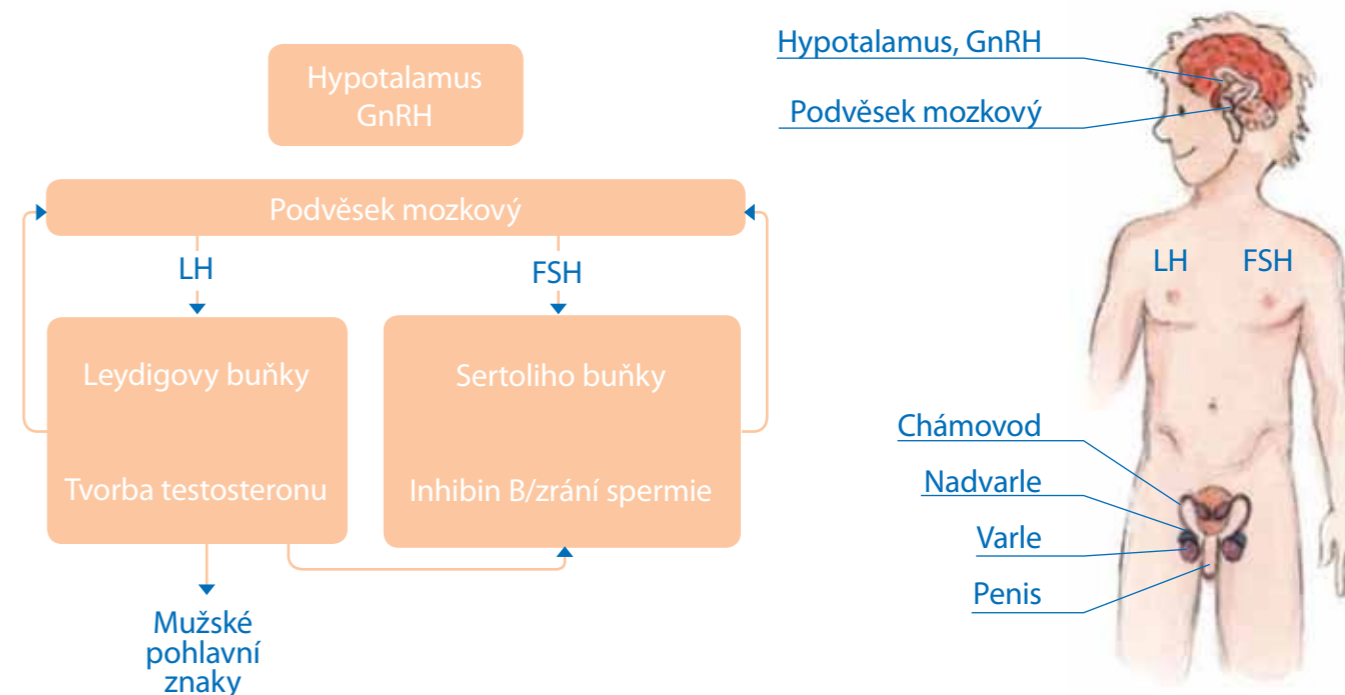 Hypotalamus
GnRH
Podvěsek mozkový
LH
FSH
Leydigovy buňky
Tvorba testosteronu
Sertoliho buňky
Inhibin B/zrání spermie
Mužské
pohlavní
znaky
Hypotalamus, GnRH
Podvěsek mozkový
LH
FSH
Chámovod
Nadvarle
Varle
Penis